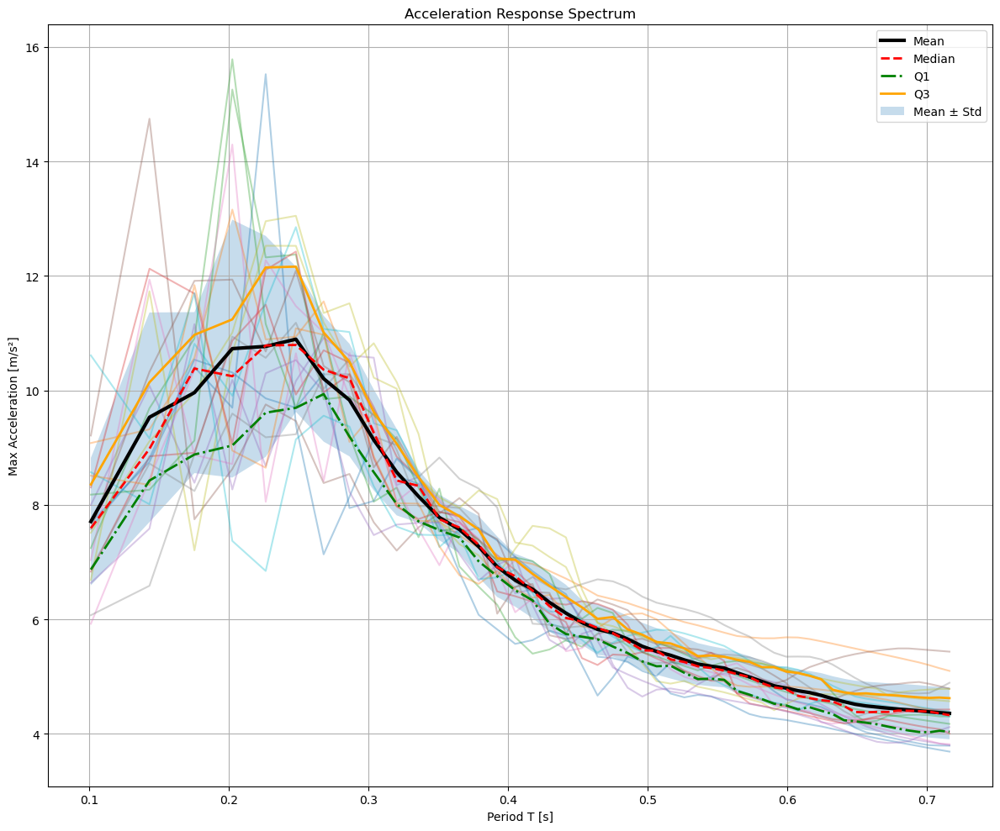 Acceleration Response Spectrum
Mean
Median
Q1
Q3
Mean ± Std
Max Acceleration [m/s²]
16
14
12
10
8
6
4
0.1 0.2 0.3 0.4 0.5 0.6 0.7
Period T [s]